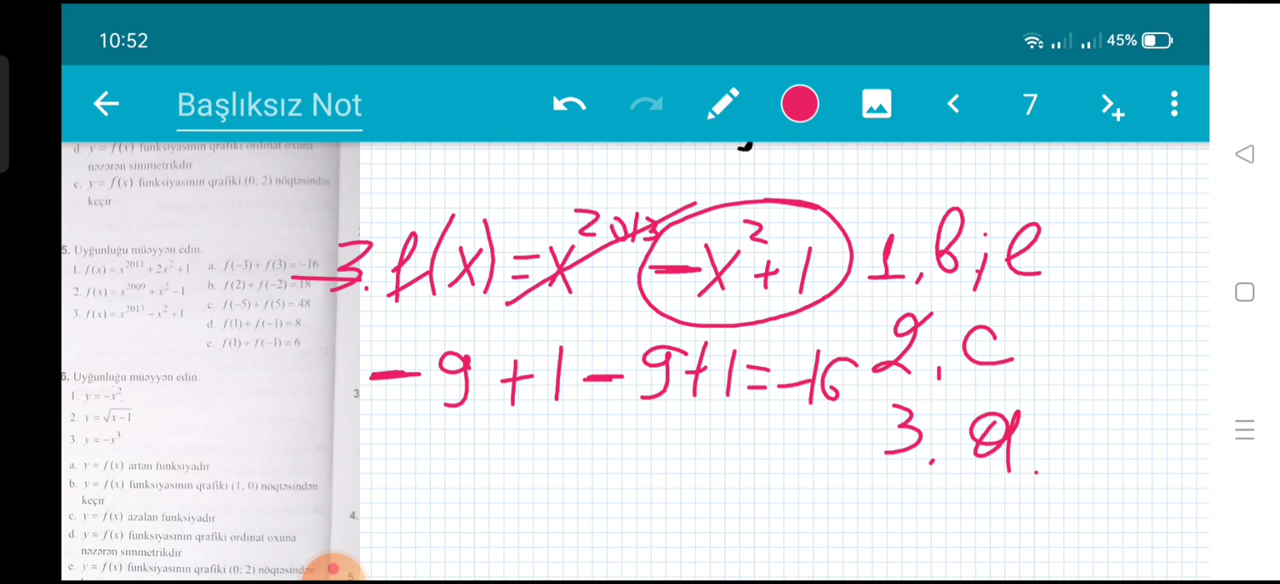 10:52
45%
Başlıksız Not
7
d. y = f(x) funksiyasının qrafiki ordinat oxuna
nəzərən simmetrikdir
e. y = f(x) funksiyasının qrafiki (0; 2) nöqtəsindən
keçir
5. Uyğunluğu müəyyən edin.
1. f(x) = x²⁰¹¹ + 2x² + 1
2. f(x) = x²⁰⁰⁹ + x² − 1
3. f(x) = x²⁰¹³ − x² + 1
a. f(−3) + f(3) = −16
b. f(2) + f(−2) = 18
c. f(−5) + f(5) = 48
d. f(1) + f(−1) = 8
e. f(1) + f(−1) = 6
6. Uyğunluğu müəyyən edin
1. y = −x²
2. y = √x−1
3. y = −x³
a. y = f(x) artan funksiyadır
b. y = f(x) funksiyasının qrafiki (1; 0) nöqtəsindən
keçir
c. y = f(x) azalan funksiyadır
d. y = f(x) funksiyasının qrafiki ordinat oxuna
nəzərən simmetrikdir
e. y = f(x) funksiyasının qrafiki (0; 2) nöqtəsindən
3
4.
5
3. f(x) = x²⁰¹³ − x² + 1
− 9 + 1 − 9 + 1 = −16
1, b; e
2, c
3. a.